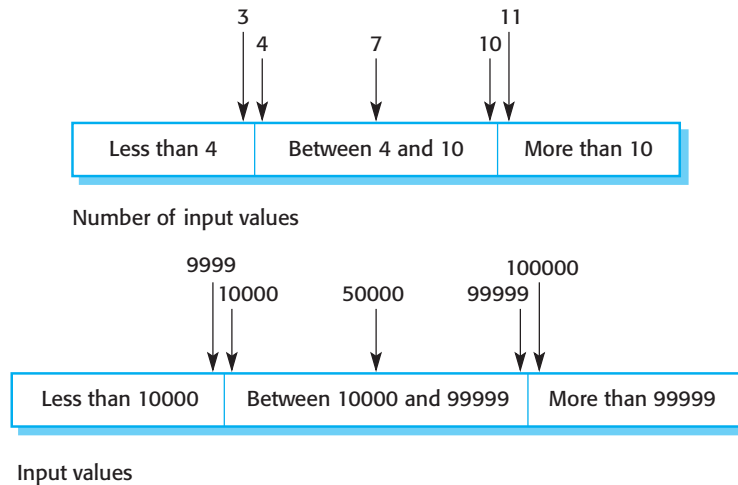 3
11
4
7
10
Less than 4
Between 4 and 10
More than 10
Number of input values
9999
100000
10000
50000
99999
Less than 10000
Between 10000 and 99999
More than 99999
Input values